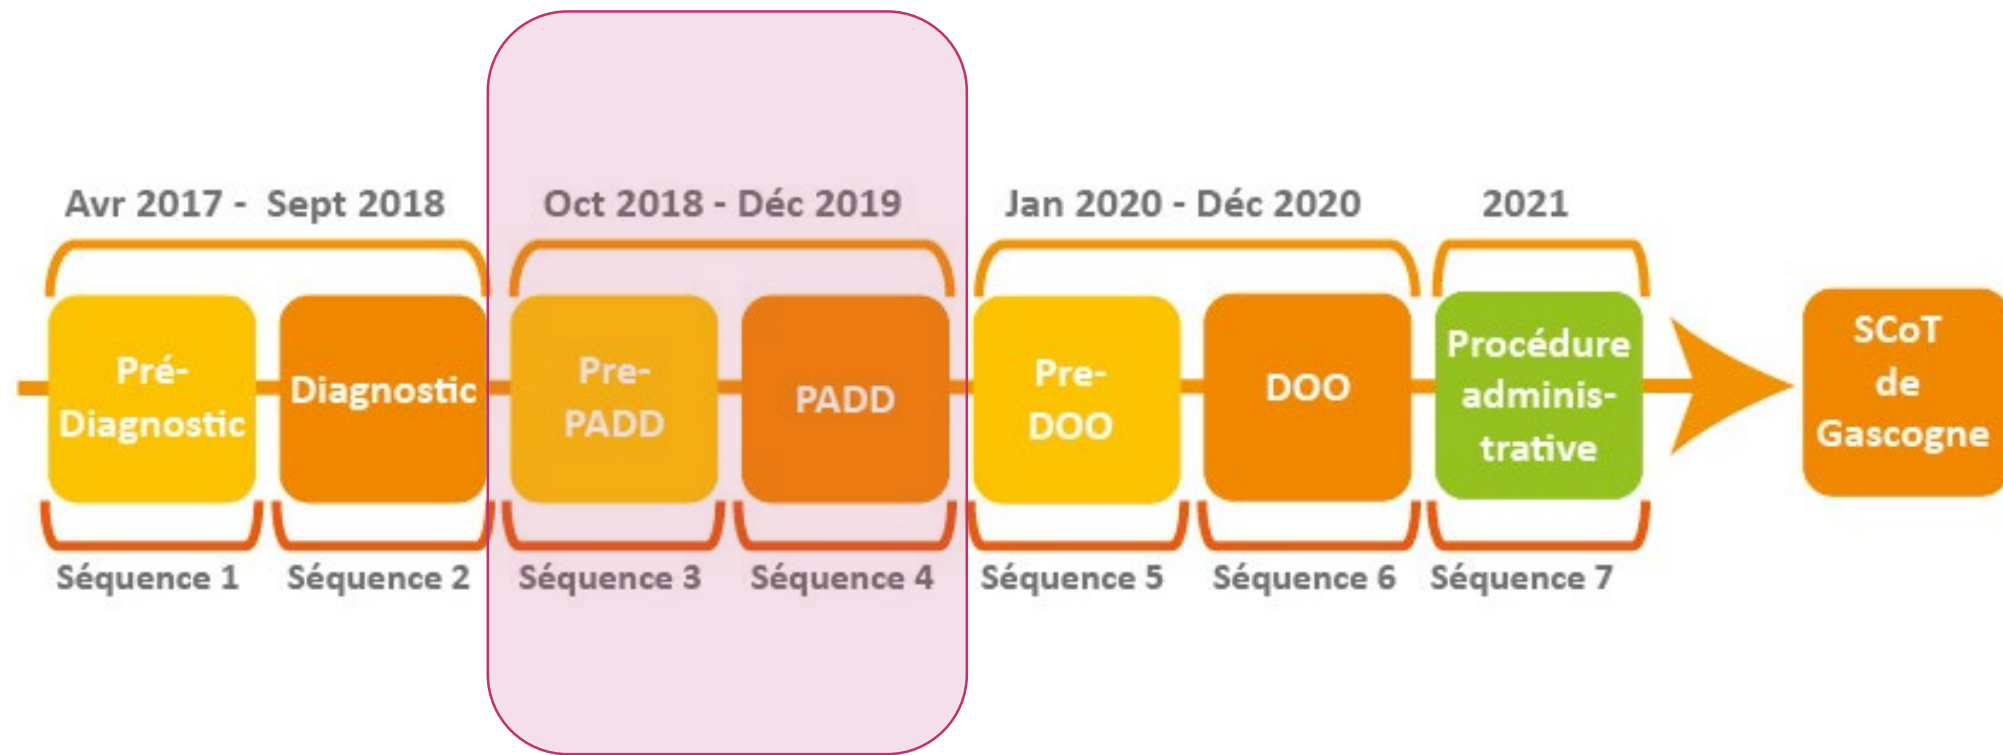 Avr 2017 - Sept 2018
Oct 2018 - Déc 2019
Jan 2020 - Déc 2020
2021
Pré-
Diagnostic
Diagnostic
Pre-
PADD
PADD
Pre-
DOO
DOO
Procédure
adminis-
trative
SCoT
de
Gascogne
Séquence 1
Séquence 2
Séquence 3
Séquence 4
Séquence 5
Séquence 6
Séquence 7